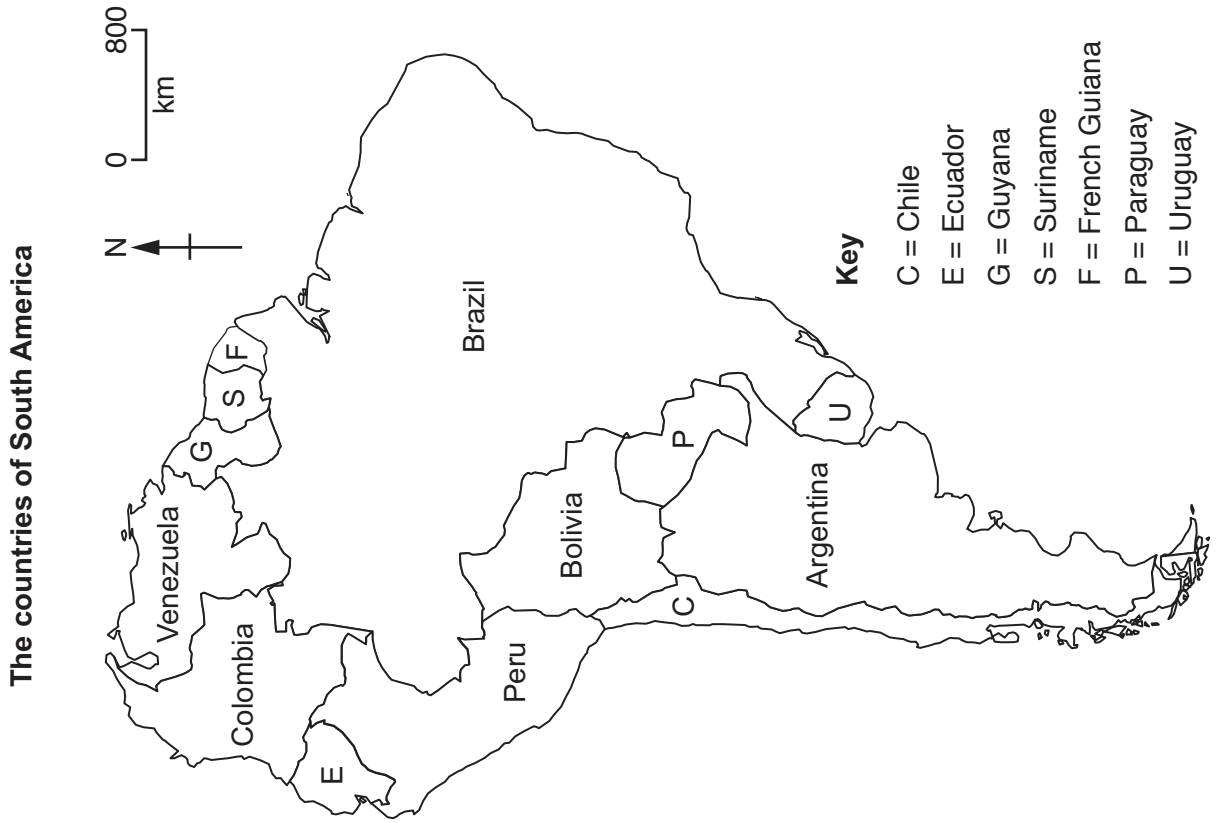 The countries of South America
N
0 800
km
Venezuela
Colombia
G
S
F
E
Peru
Brazil
Bolivia
P
C
Argentina
U
Key
C = Chile
E = Ecuador
G = Guyana
S = Suriname
F = French Guiana
P = Paraguay
U = Uruguay